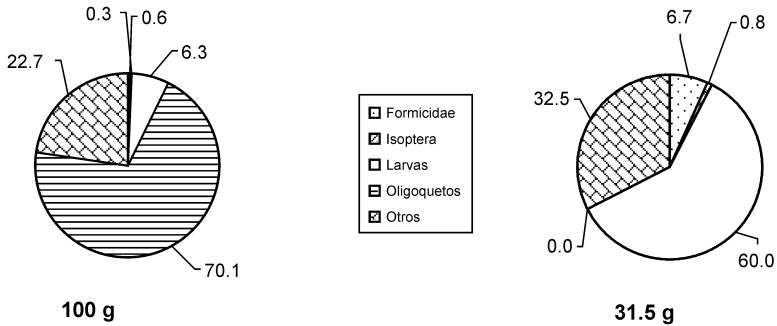 0.3
0.6
6.3
22.7
70.1
100 g
Formicidae
Isoptera
Larvas
Oligoquetos
Otros
6.7
0.8
32.5
0.0
60.0
31.5 g